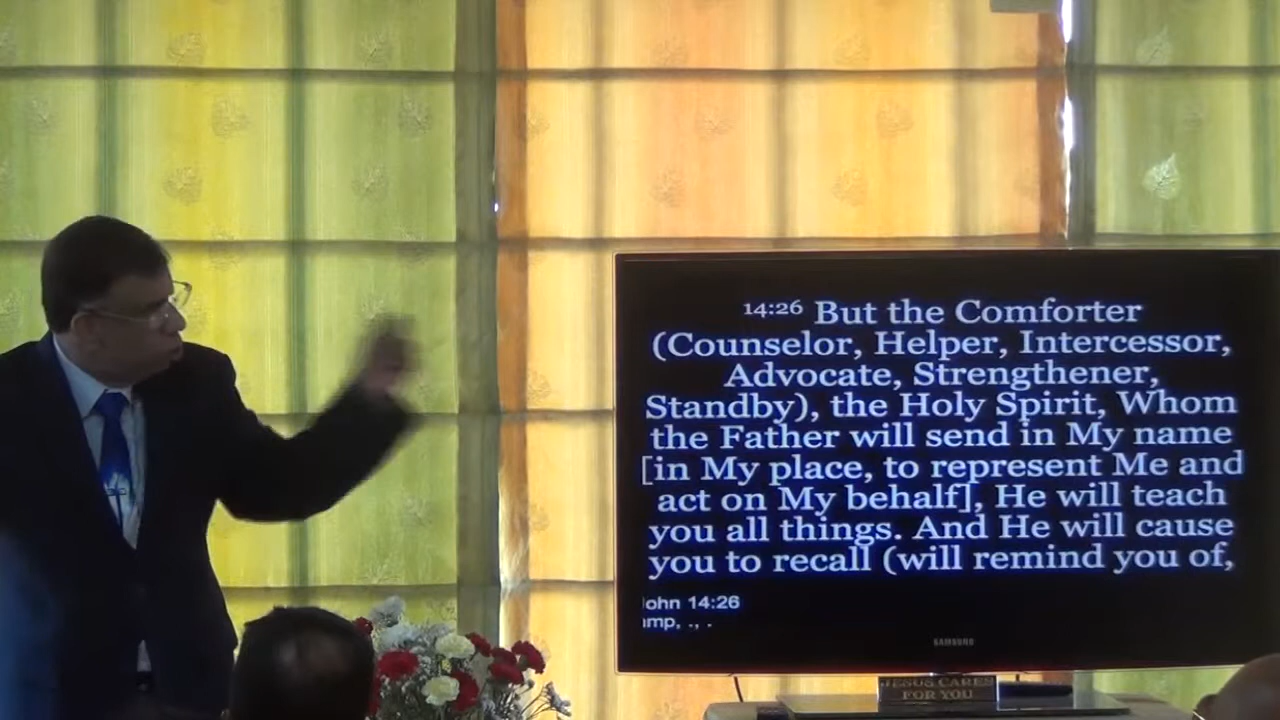 14:26 But the Comforter
(Counselor, Helper, Intercessor,
Advocate, Strengthener,
Standby), the Holy Spirit, Whom
the Father will send in My name
[in My place, to represent Me and
act on My behalf], He will teach
you all things. And He will cause
you to recall (will remind you of,
ohn 14:26
mp, ., .
SAMSUNG
JESUS CARES
FOR YOU